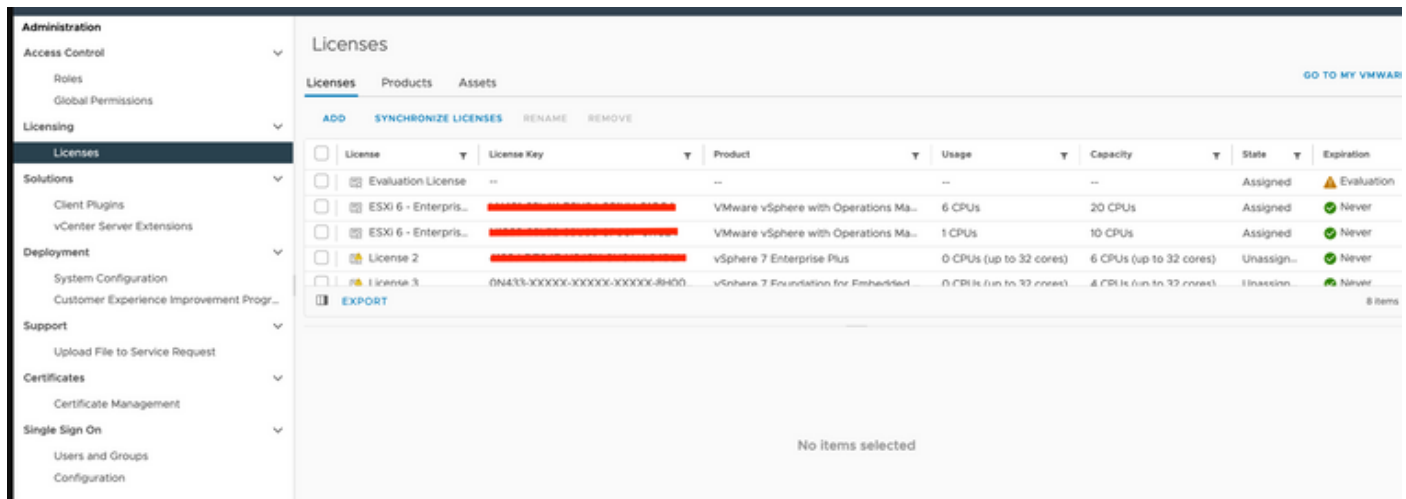 Administration
Access Control
Roles
Global Permissions
Licensing
Licenses
Solutions
Client Plugins
vCenter Server Extensions
Deployment
System Configuration
Customer Experience Improvement Progr...
Support
Upload File to Service Request
Certificates
Certificate Management
Single Sign On
Users and Groups
Configuration
Licenses
Licenses Products Assets
GO TO MY VMWAR
ADD SYNCHRONIZE LICENSES RENAME REMOVE
License License Key Product Usage Capacity State Expiration
Evaluation License -- -- -- -- Assigned Evaluation
ESXi 6 - Enterpris... VMware vSphere with Operations Ma... 6 CPUs 20 CPUs Assigned Never
ESXi 6 - Enterpris... VMware vSphere with Operations Ma... 1 CPUs 10 CPUs Assigned Never
License 2 vSphere 7 Enterprise Plus 0 CPUs (up to 32 cores) 6 CPUs (up to 32 cores) Unassign... Never
License 3 0N433-XXXXX-XXXXX-XXXXX-8H00... vSphere 7 Foundation for Embedded 0 CPUs (up to 32 cores) 4 CPUs (up to 32 cores) Unassign Never
EXPORT 8 items
No items selected